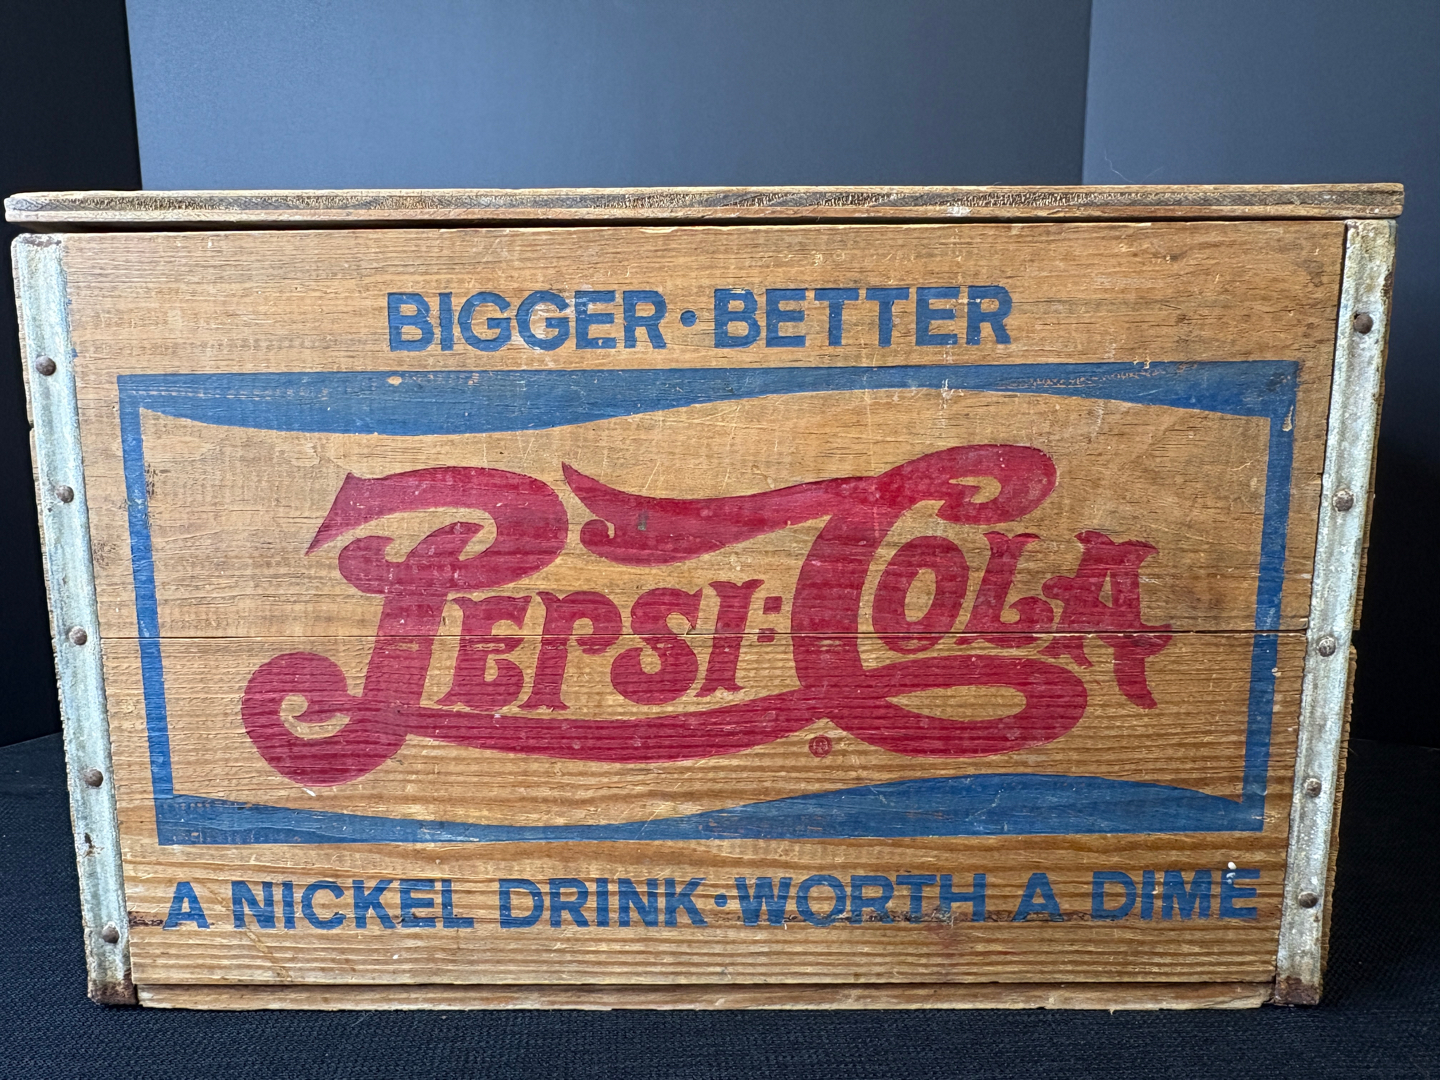 BIGGER • BETTER
PEPSI:COLA
®
A NICKEL DRINK • WORTH A DIME